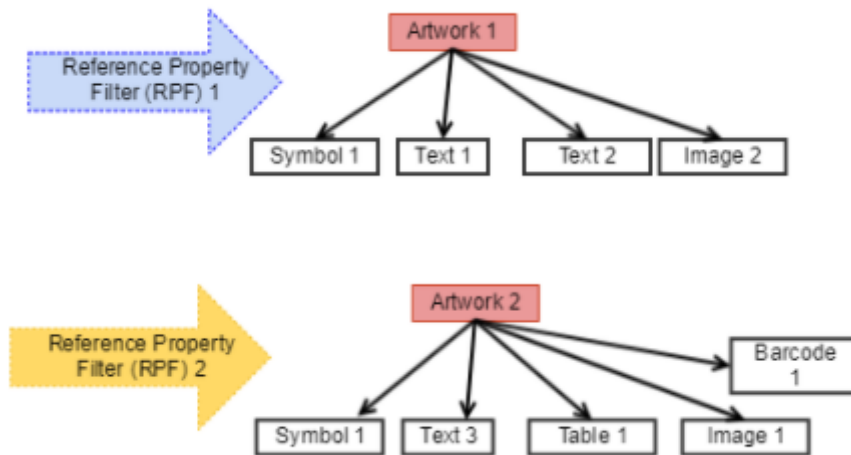 Artwork 1
Reference Property
Filter (RPF) 1
Symbol 1
Text 1
Text 2
Image 2
Artwork 2
Reference Property
Filter (RPF) 2
Barcode
1
Symbol 1
Text 3
Table 1
Image 1